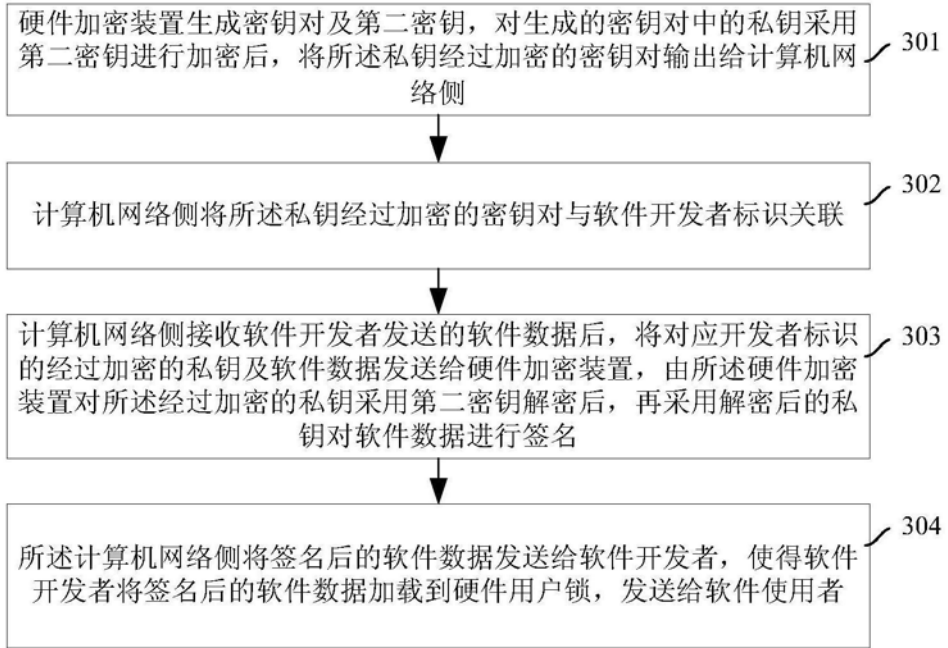 硬件加密装置生成密钥对及第二密钥，对生成的密钥对中的私钥采用
第二密钥进行加密后，将所述私钥经过加密的密钥对输出给计算机网
络侧
301
计算机网络侧将所述私钥经过加密的密钥对与软件开发者标识关联
302
计算机网络侧接收软件开发者发送的软件数据后，将对应开发者标识
的经过加密的私钥及软件数据发送给硬件加密装置，由所述硬件加密
装置对所述经过加密的私钥采用第二密钥解密后，再采用解密后的私
钥对软件数据进行签名
303
所述计算机网络侧将签名后的软件数据发送给软件开发者，使得软件
开发者将签名后的软件数据加载到硬件用户锁，发送给软件使用者
304